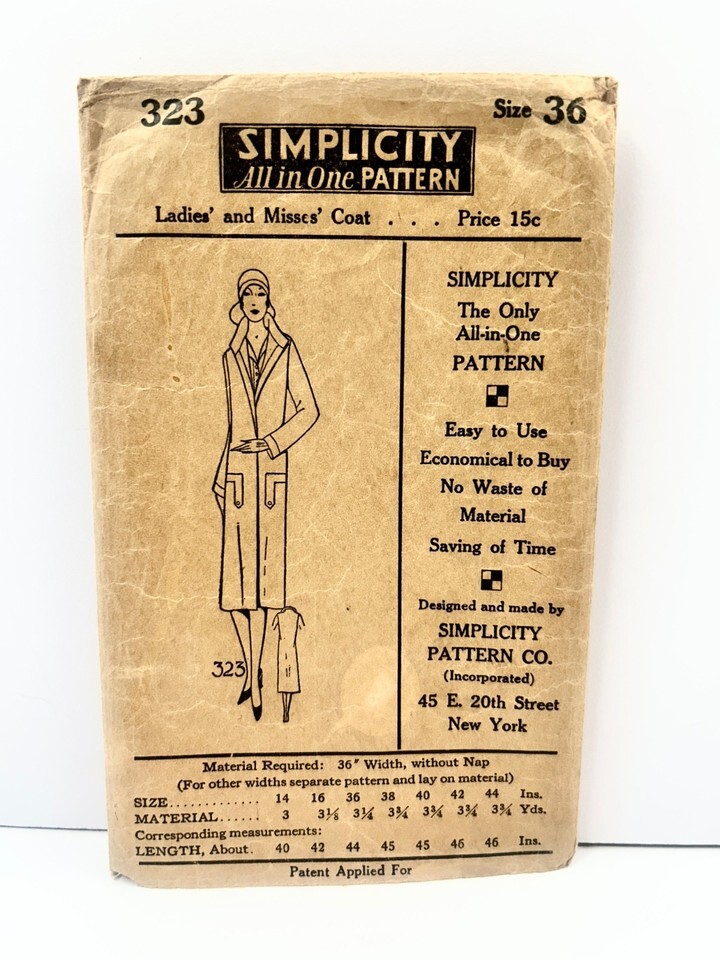 323 Size 36
SIMPLICITY
All in One PATTERN
Ladies' and Misses' Coat . . . Price 15c
SIMPLICITY
The Only
All-in-One
PATTERN
Easy to Use
Economical to Buy
No Waste of
Material
Saving of Time
Designed and made by
SIMPLICITY
PATTERN CO.
(Incorporated)
45 E. 20th Street
New York
323
Material Required: 36" Width, without Nap
(For other widths separate pattern and lay on material)
SIZE............. 14 16 36 38 40 42 44 Ins.
MATERIAL...... 3 3⅛ 3¼ 3¾ 3¾ 3¾ 3¾ Yds.
Corresponding measurements:
LENGTH, About. 40 42 44 45 45 46 46 Ins.
Patent Applied For